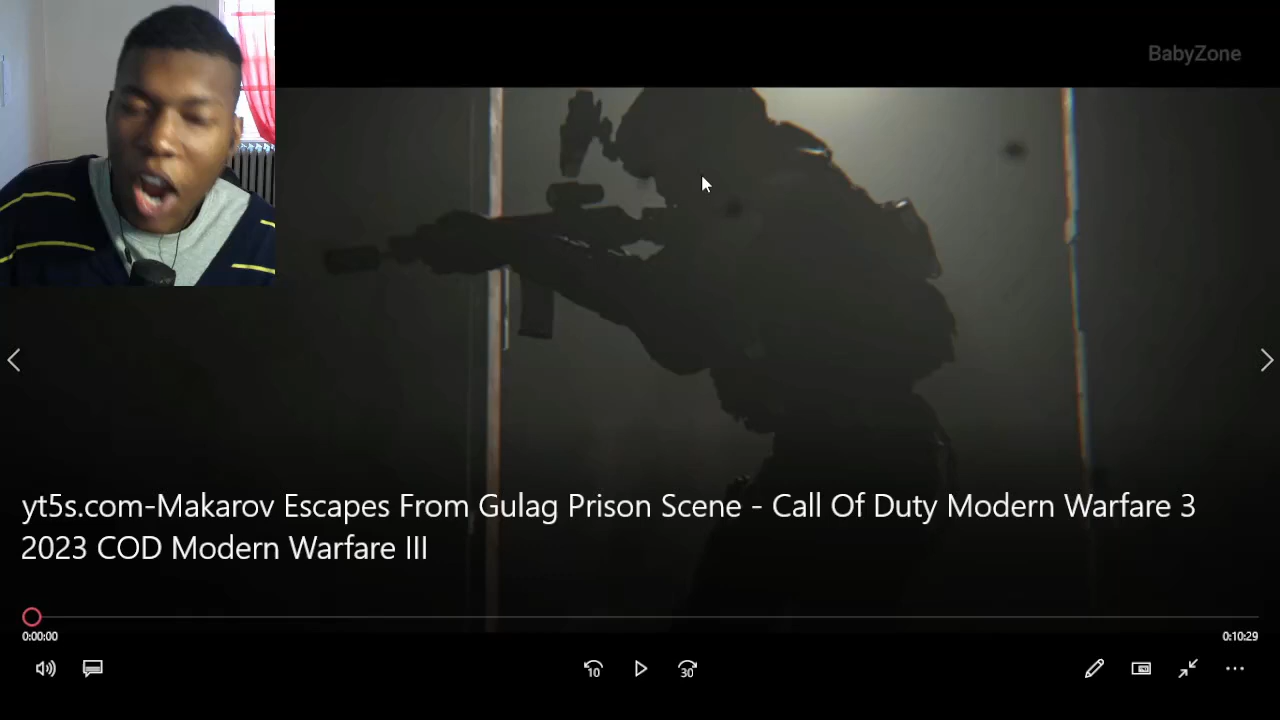 BabyZone
yt5s.com-Makarov Escapes From Gulag Prison Scene - Call Of Duty Modern Warfare 3
2023 COD Modern Warfare III
0:00:00
0:10:29
10
30